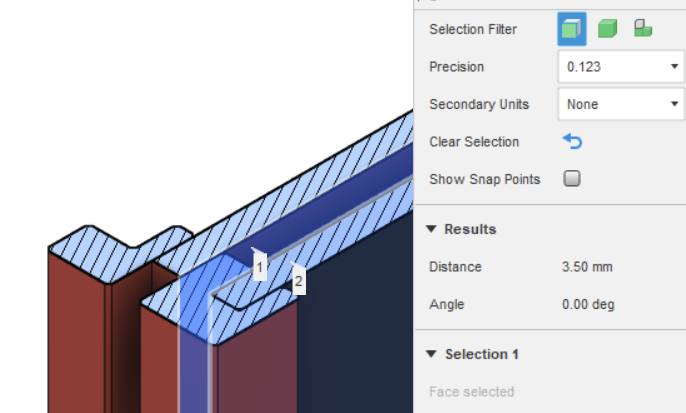 Selection Filter
Precision 0.123
Secondary Units None
Clear Selection
Show Snap Points
Results
Distance 3.50 mm
Angle 0.00 deg
Selection 1
Face selected
1
2